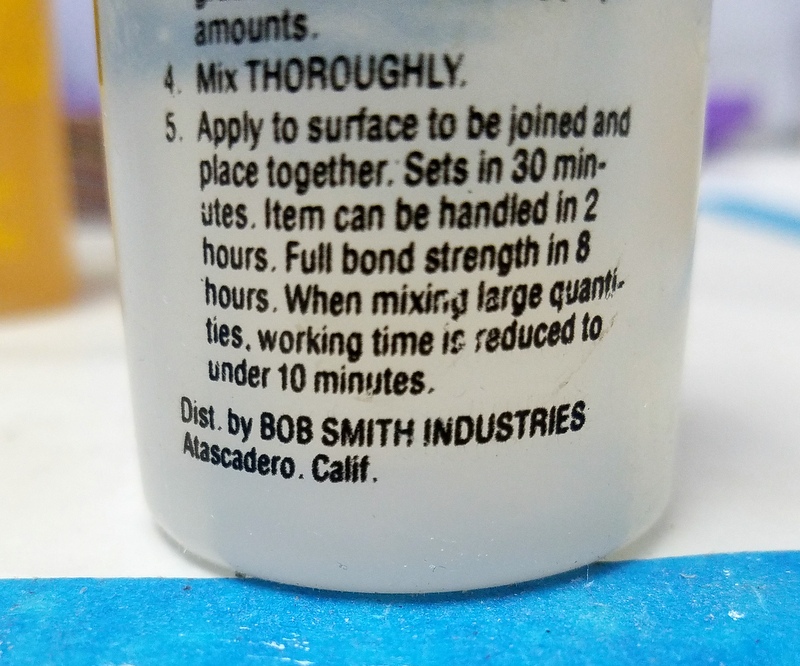 amounts.
4. Mix THOROUGHLY.
5. Apply to surface to be joined and
place together. Sets in 30 min-
utes. Item can be handled in 2
hours. Full bond strength in 8
hours. When mixing large quanti-
ties, working time is reduced to
under 10 minutes.
Dist. by BOB SMITH INDUSTRIES
Atascadero. Calif.